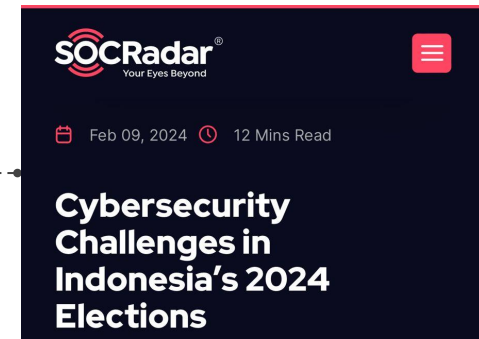 SOCRadar®
Your Eyes Beyond
Feb 09, 2024 12 Mins Read
Cybersecurity
Challenges in
Indonesia’s 2024
Elections